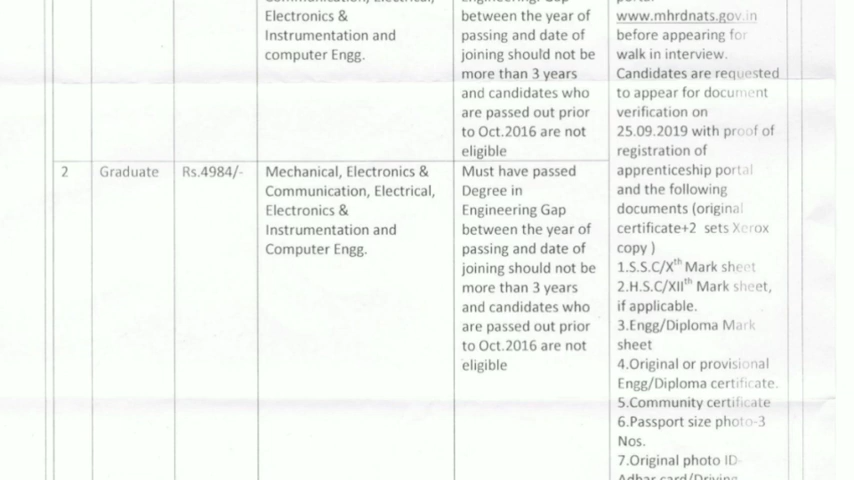 Communication, Electrical,
Electronics &
Instrumentation and
computer Engg.
Engineering Gap
between the year of
passing and date of
joining should not be
more than 3 years
and candidates who
are passed out prior
to Oct.2016 are not
eligible
www.mhrdnats.gov.in
before appearing for
walk in interview.
Candidates are requested
to appear for document
verification on
25.09.2019 with proof of
registration of
apprenticeship portal
and the following
documents (original
certificate+2 sets Xerox
copy )
1.S.S.C/Xth Mark sheet
2.H.S.C/XIIth Mark sheet,
if applicable.
3.Engg/Diploma Mark
sheet
4.Original or provisional
Engg/Diploma certificate.
5.Community certificate
6.Passport size photo-3
Nos.
7.Original photo ID-
Adhar card/Driving
2
Graduate
Rs.4984/-
Mechanical, Electronics &
Communication, Electrical,
Electronics &
Instrumentation and
Computer Engg.
Must have passed
Degree in
Engineering Gap
between the year of
passing and date of
joining should not be
more than 3 years
and candidates who
are passed out prior
to Oct.2016 are not
eligible